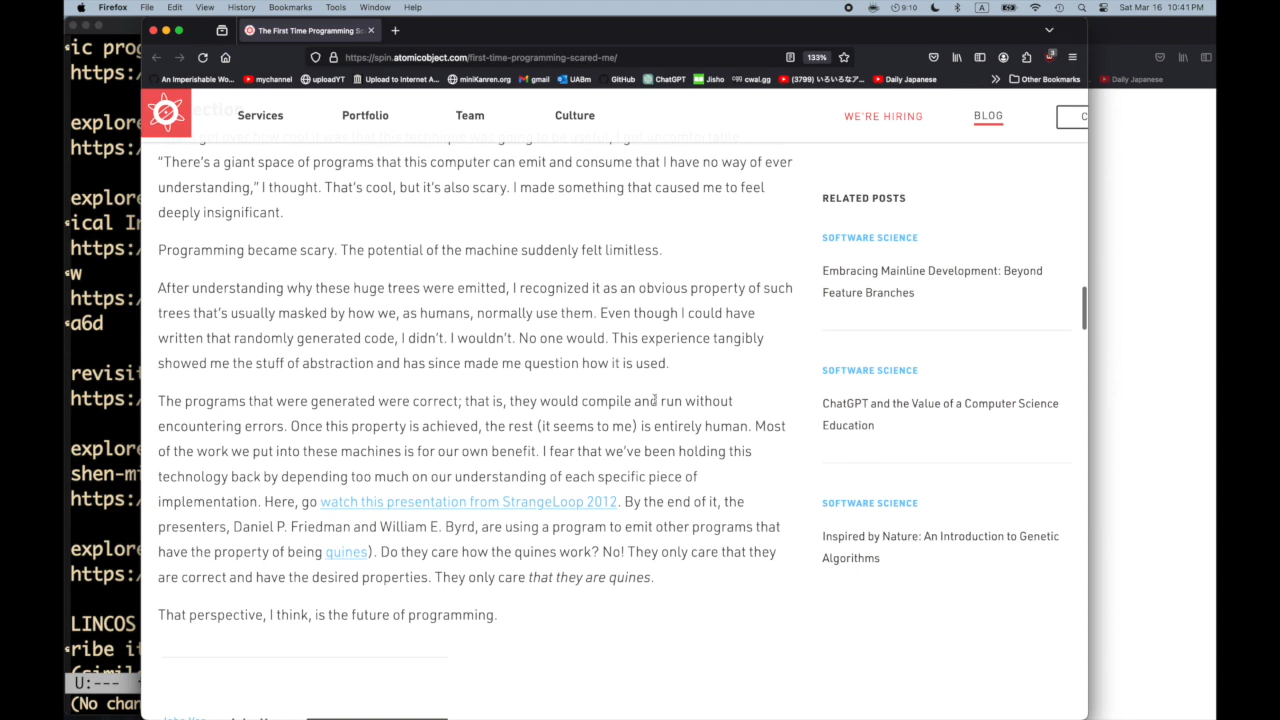 Firefox File Edit View History Bookmarks Tools Window Help 9:10 A Sat Mar 16 10:41 PM
The First Time Programming Sc
https://spin.atomicobject.com/first-time-programming-scared-me/ 133% 3
An Imperishable Wo... mychannel uploadYT Upload to Internet A... miniKanren.org gmail UABm GitHub ChatGPT Jisho cwal.gg (3799) いろいろなア... Daily Japanese Other Bookmarks Daily Japanese
Services Portfolio Team Culture WE'RE HIRING BLOG C
“There’s a giant space of programs that this computer can emit and consume that I have no way of ever
understanding,” I thought. That’s cool, but it’s also scary. I made something that caused me to feel
deeply insignificant.
Programming became scary. The potential of the machine suddenly felt limitless.
After understanding why these huge trees were emitted, I recognized it as an obvious property of such
trees that’s usually masked by how we, as humans, normally use them. Even though I could have
written that randomly generated code, I didn’t. I wouldn’t. No one would. This experience tangibly
showed me the stuff of abstraction and has since made me question how it is used.
The programs that were generated were correct; that is, they would compile and run without
encountering errors. Once this property is achieved, the rest (it seems to me) is entirely human. Most
of the work we put into these machines is for our own benefit. I fear that we’ve been holding this
technology back by depending too much on our understanding of each specific piece of
implementation. Here, go watch this presentation from StrangeLoop 2012. By the end of it, the
presenters, Daniel P. Friedman and William E. Byrd, are using a program to emit other programs that
have the property of being quines). Do they care how the quines work? No! They only care that they
are correct and have the desired properties. They only care that they are quines.
That perspective, I think, is the future of programming.
RELATED POSTS
SOFTWARE SCIENCE
Embracing Mainline Development: Beyond
Feature Branches
SOFTWARE SCIENCE
ChatGPT and the Value of a Computer Science
Education
SOFTWARE SCIENCE
Inspired by Nature: An Introduction to Genetic
Algorithms
ic prog
https:/
explore
https:/
explore
ical In
https:/
w
https:/
a6d
revisit
https:/
explore
shen-mi
https:/
explore
https:/
LINCOS
ribe it
U:---
(No char